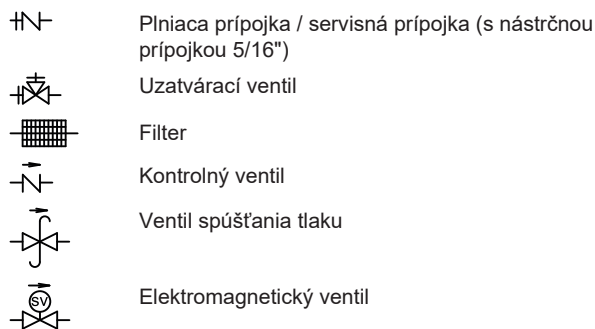 Plniaca prípojka / servisná prípojka (s nástrčnou
prípojkou 5/16")
Uzatvárací ventil
Filter
Kontrolný ventil
Ventil spúšťania tlaku
SV
Elektromagnetický ventil